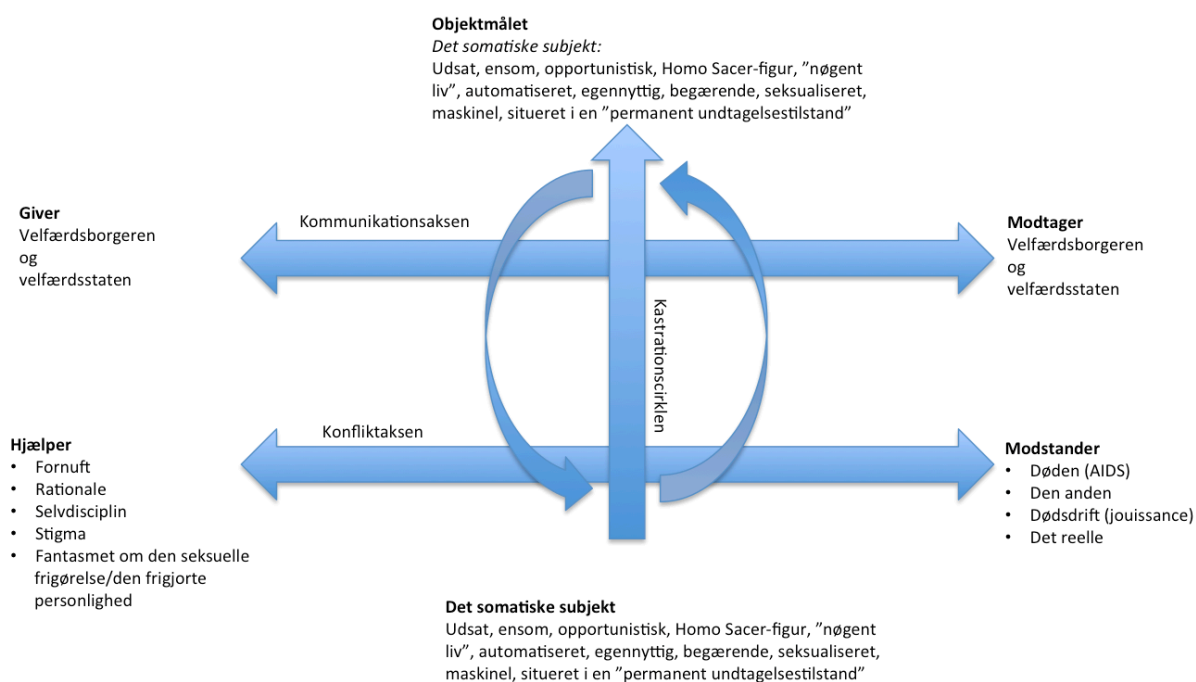 Objektmålet
Det somatiske subjekt:
Udsat, ensom, opportunistisk, Homo Sacer-figur, ”nøgent
liv”, automatiseret, egennyttig, begærende, seksualiseret,
maskinel, situeret i en ”permanent undtagelsestilstand”
Giver
Velfærdsborgeren
og
velfærdsstaten
Kommunikationsaksen
Modtager
Velfærdsborgeren
og
velfærdsstaten
Kastrationscirklen
Hjælper
• Fornuft
• Rationale
• Selvdisciplin
• Stigma
• Fantasmet om den seksuelle
frigørelse/den frigjorte
personlighed
Konfliktaksen
Modstander
• Døden (AIDS)
• Den anden
• Dødsdrift (jouissance)
• Det reelle
Det somatiske subjekt
Udsat, ensom, opportunistisk, Homo Sacer-figur, ”nøgent
liv”, automatiseret, egennyttig, begærende, seksualiseret,
maskinel, situeret i en ”permanent undtagelsestilstand”